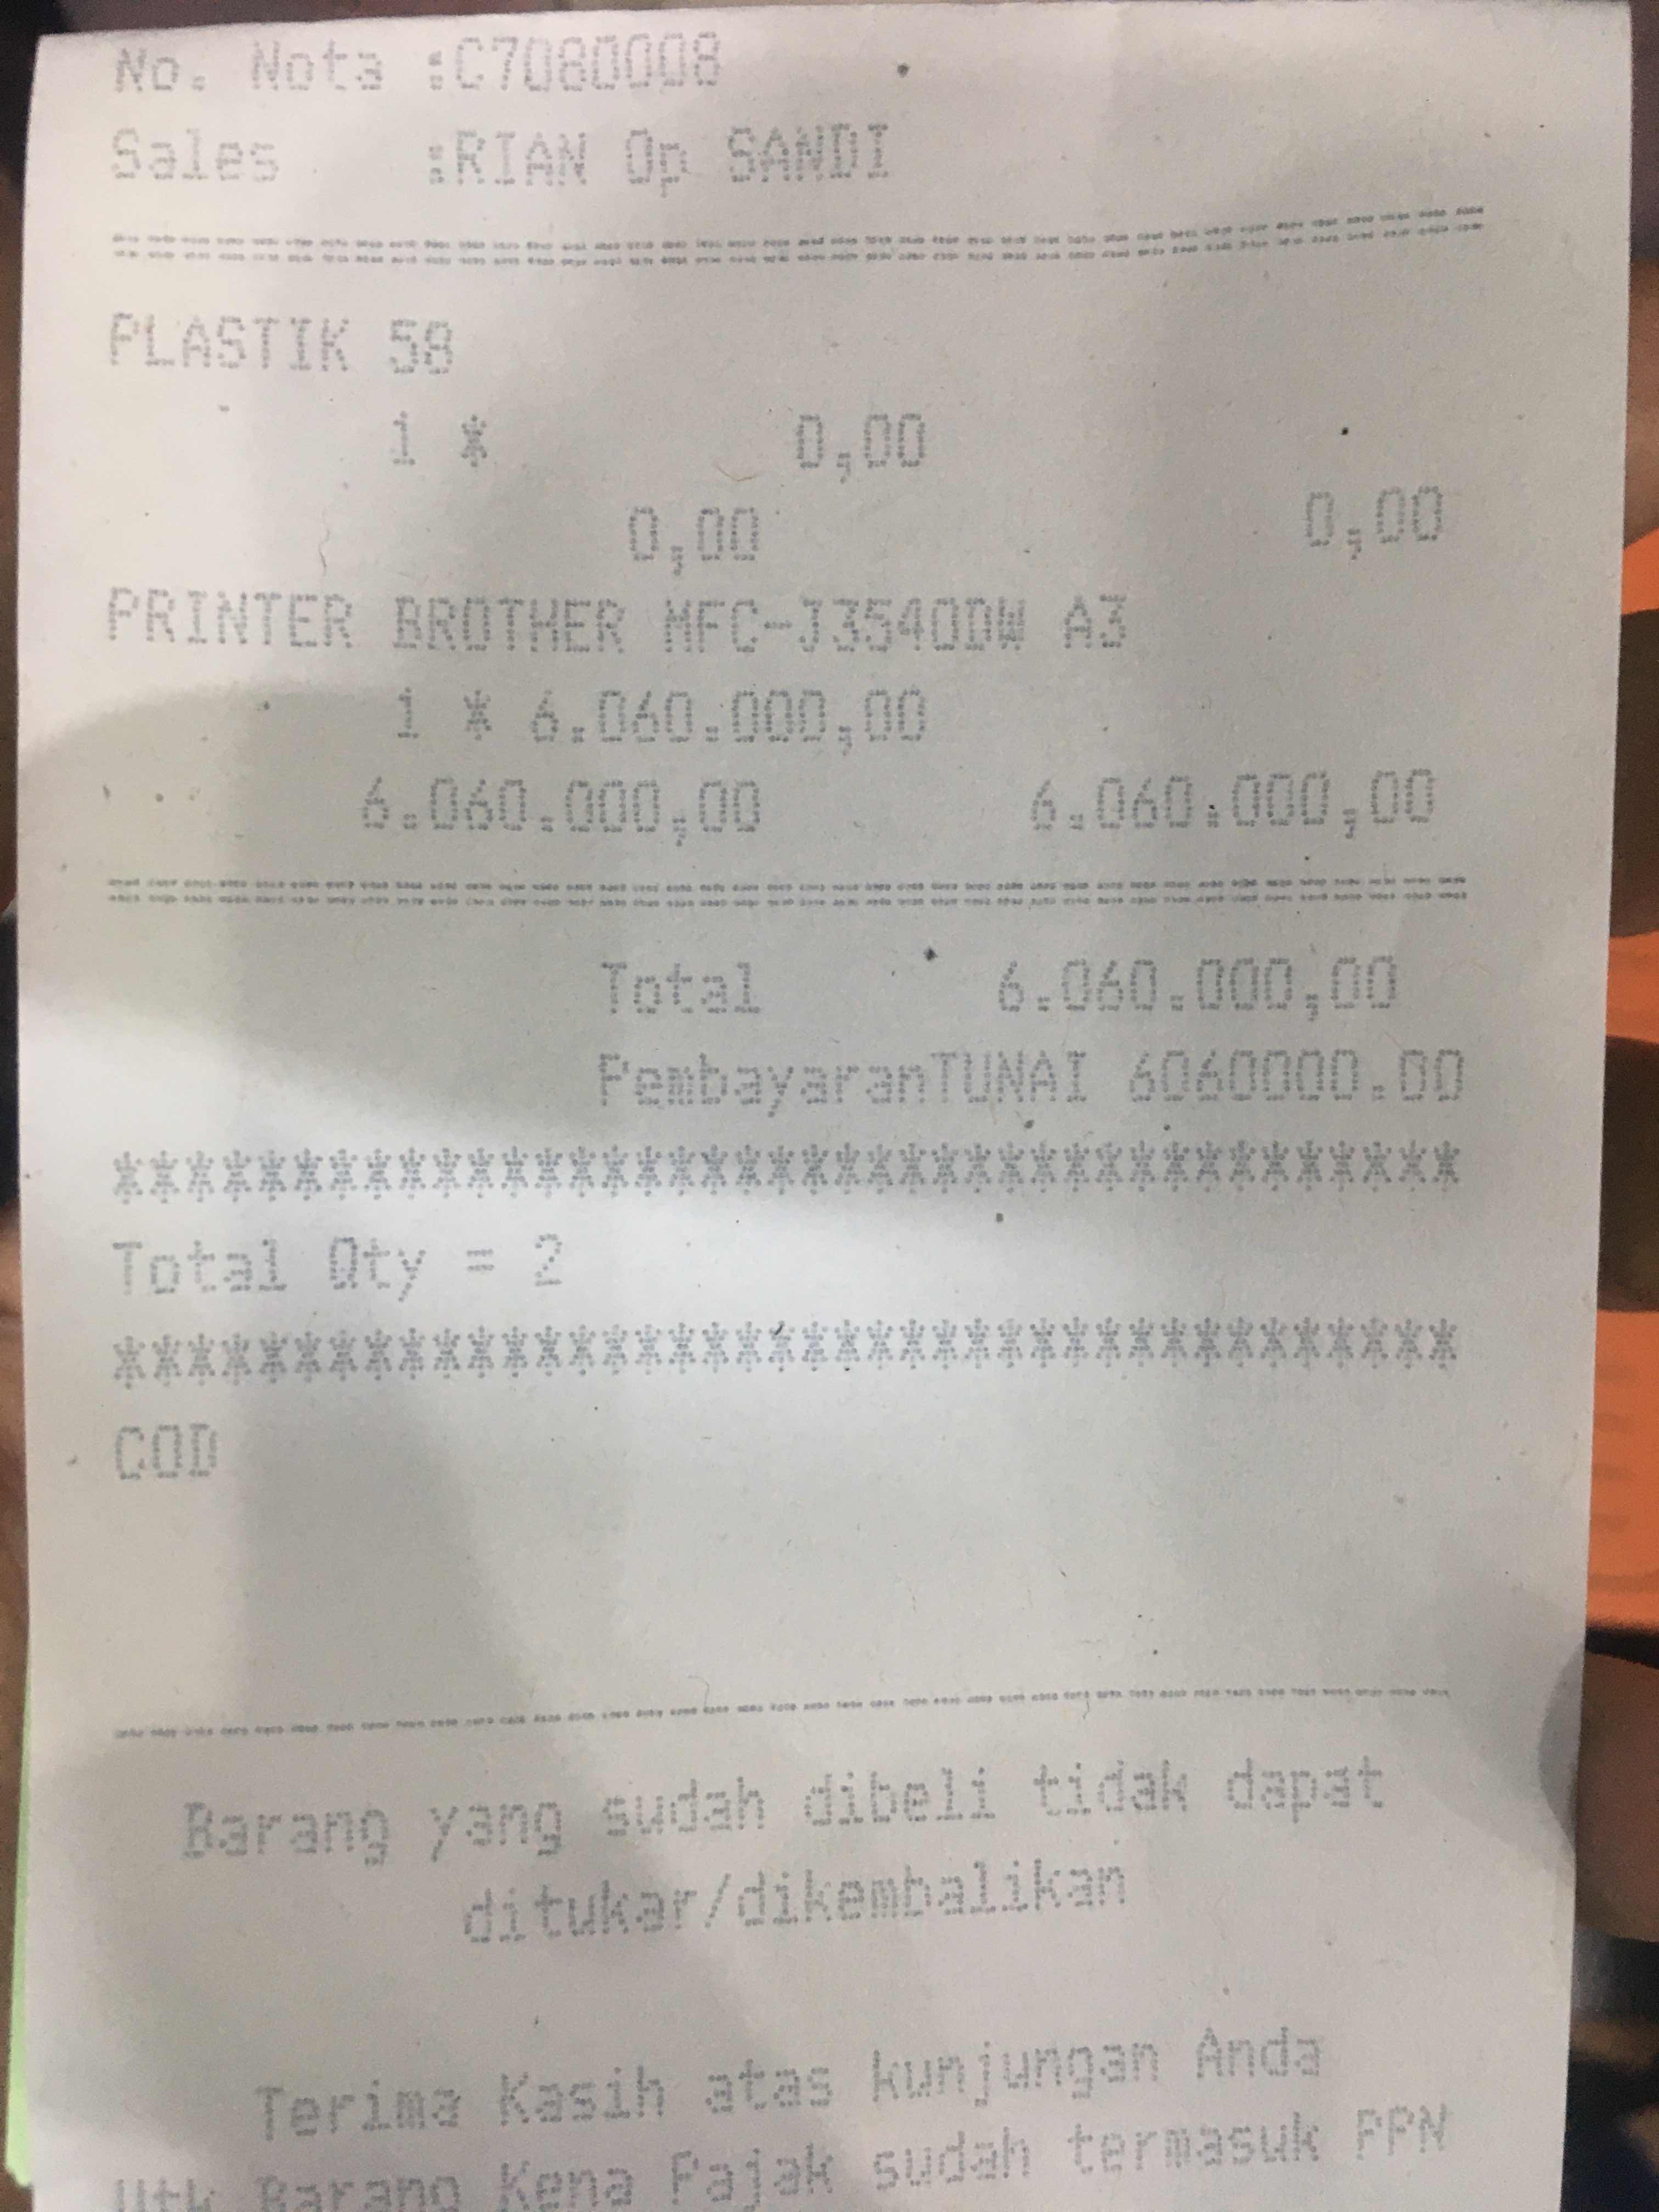 No. Nota :C7080008
Sales :RIAN Op SANDI
PLASTIK 58
1 * 0,00
0,00 0,00
PRINTER BROTHER MFC-J3540DW A3
1 * 6.060.000,00
6.060.000,00 6.060.000,00
Total 6.060.000,00
PembayaranTUNAI 6060000.00
****************************************
Total Qty = 2
****************************************
COD
Barang yang sudah dibeli tidak dapat
ditukar/dikembalikan
Terima Kasih atas kunjungan Anda
Utk Barang Kena Pajak sudah termasuk PPN